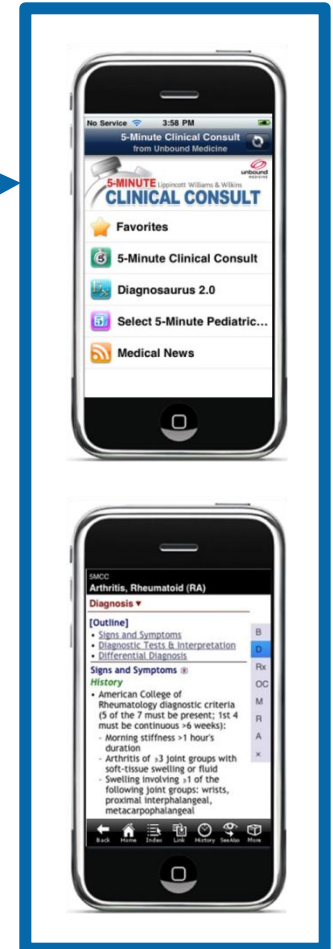 No Service 3:58 PM
5-Minute Clinical Consult
from Unbound Medicine
unbound
MEDICINE
5-MINUTE Lippincott Williams & Wilkins
CLINICAL CONSULT
Favorites
5-Minute Clinical Consult
Diagnosaurus 2.0
Select 5-Minute Pediatric...
Medical News
5MCC
Arthritis, Rheumatoid (RA)
Diagnosis ▼
[Outline]
• Signs and Symptoms
• Diagnostic Tests & Interpretation
• Differential Diagnosis
Signs and Symptoms
History
• American College of
Rheumatology diagnostic criteria
(5 of the 7 must be present; 1st 4
must be continuous >6 weeks):
- Morning stiffness >1 hour's
duration
- Arthritis of ≥3 joint groups with
soft-tissue swelling or fluid
- Swelling involving ≥1 of the
following joint groups: wrists,
proximal interphalangeal,
metacarpophalangeal
B
D
Rx
OC
M
R
A
×
Back Home Index Link History SeeAlso More